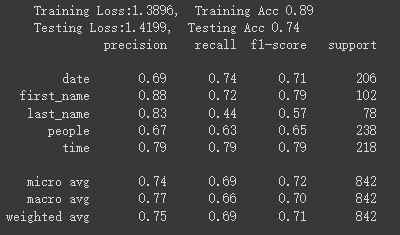 Training Loss:1.3896,  Training Acc 0.89
Testing Loss:1.4199,  Testing Acc 0.74
precision recall f1-score support
date 0.69 0.74 0.71 206
first_name 0.88 0.72 0.79 102
last_name 0.83 0.44 0.57 78
people 0.67 0.63 0.65 238
time 0.79 0.79 0.79 218
micro avg 0.74 0.69 0.72 842
macro avg 0.77 0.66 0.70 842
weighted avg 0.75 0.69 0.71 842